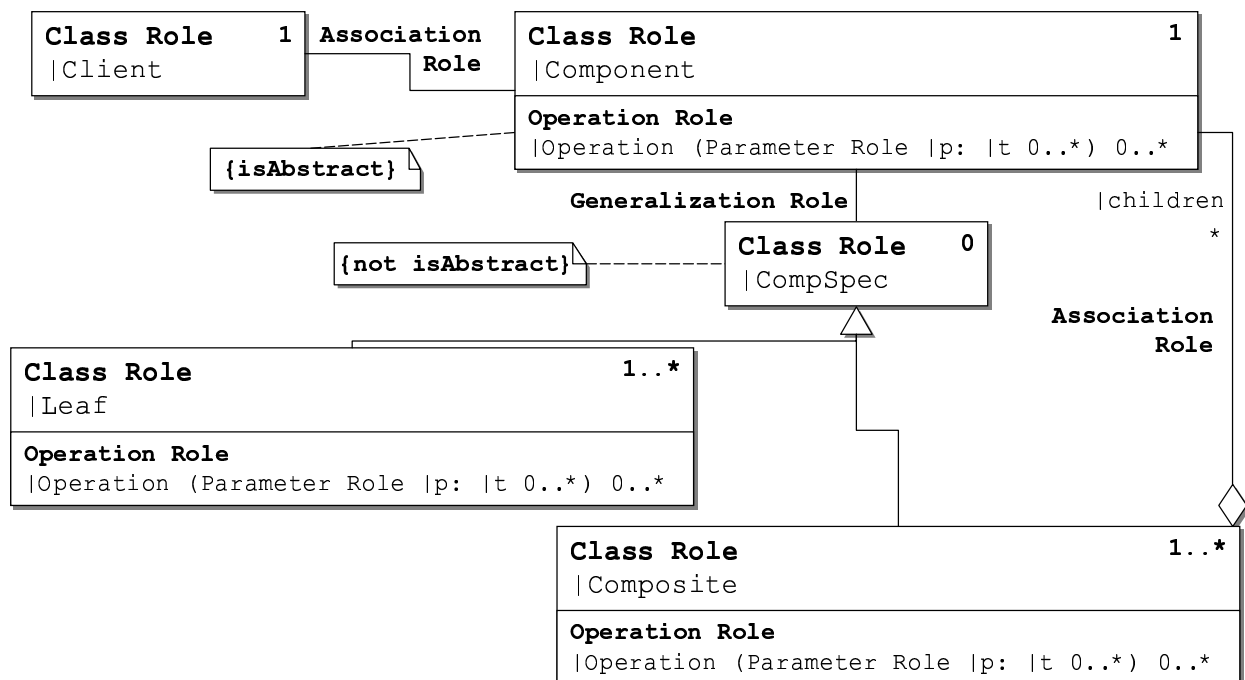 Class Role 1
|Client
Association
Role
Class Role 1
|Component
Operation Role
|Operation (Parameter Role |p: |t 0..*) 0..*
{isAbstract}
Generalization Role
|children
*
Class Role 0
|CompSpec
{not isAbstract}
Association
Role
Class Role 1..*
|Leaf
Operation Role
|Operation (Parameter Role |p: |t 0..*) 0..*
Class Role 1..*
|Composite
Operation Role
|Operation (Parameter Role |p: |t 0..*) 0..*